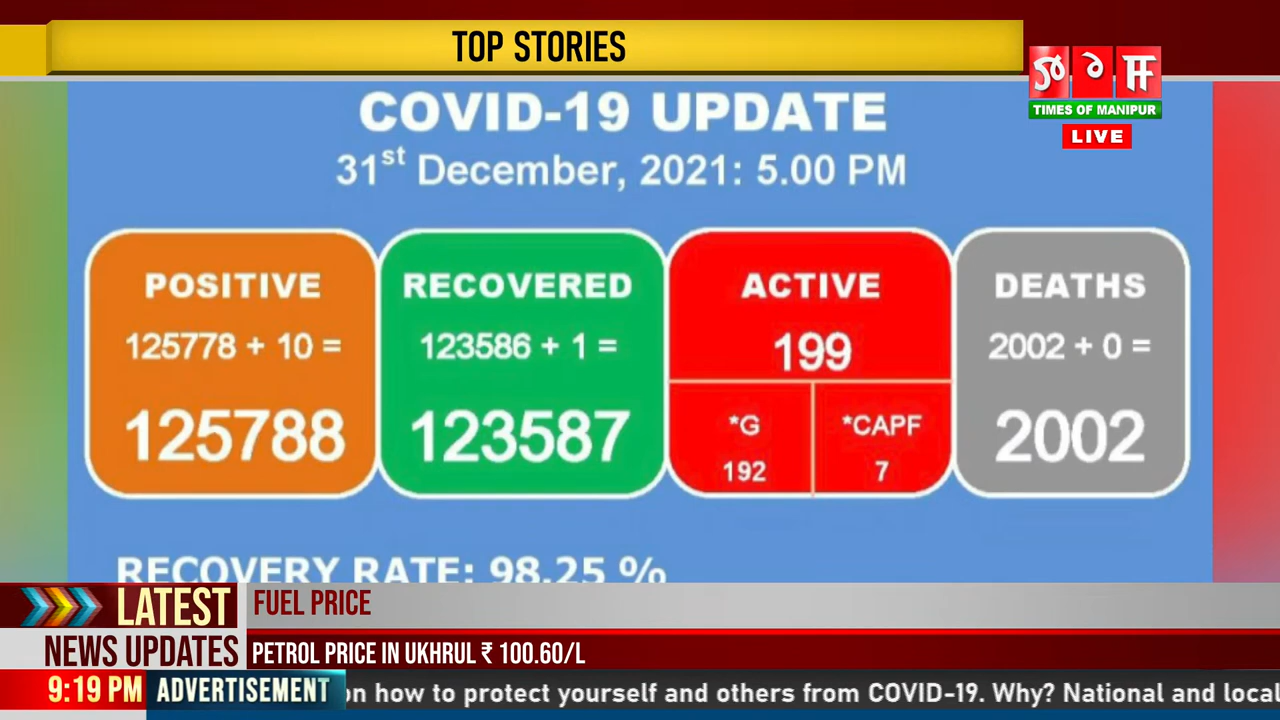 TOP STORIES
TIMES OF MANIPUR
LIVE
COVID-19 UPDATE
31st December, 2021: 5.00 PM
POSITIVE
125778 + 10 =
125788
RECOVERED
123586 + 1 =
123587
ACTIVE
199
*G
192
*CAPF
7
DEATHS
2002 + 0 =
2002
RECOVERY RATE: 98.25 %
LATEST
NEWS UPDATES
FUEL PRICE
PETROL PRICE IN UKHRUL ₹ 100.60/L
9:19 PM
ADVERTISEMENT
on how to protect yourself and others from COVID-19. Why? National and local